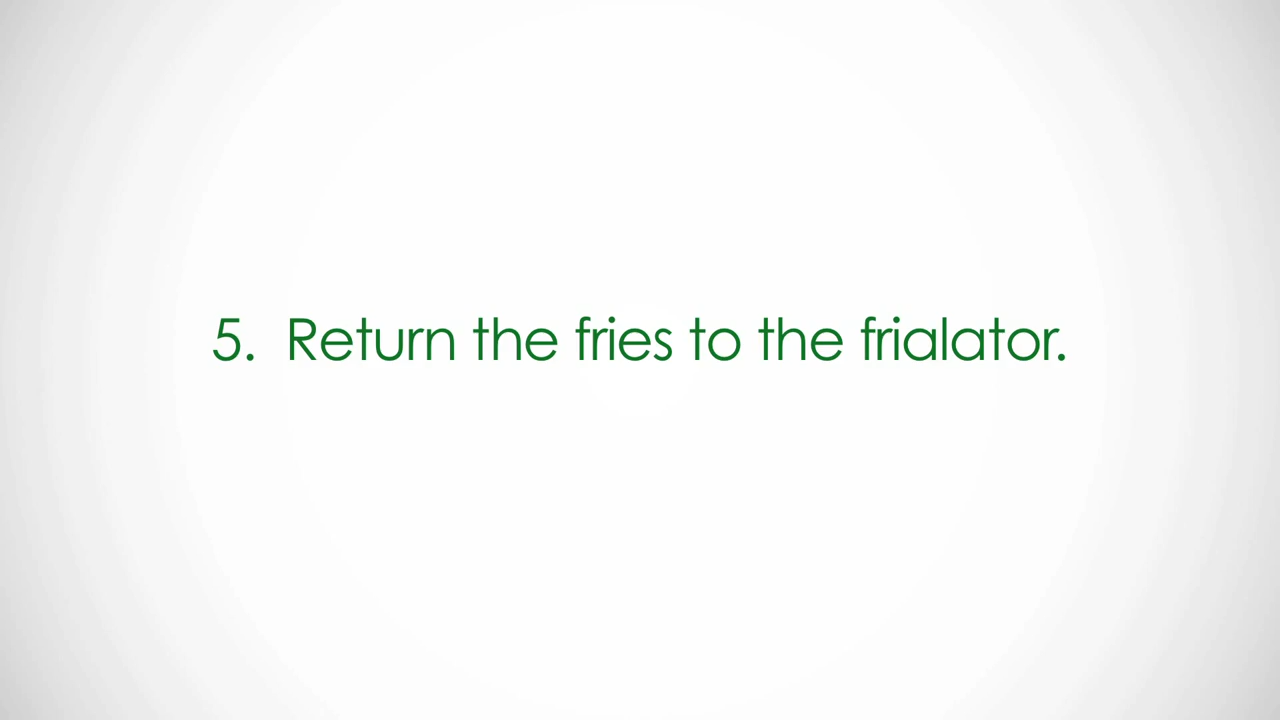 5. Return the fries to the frialator.